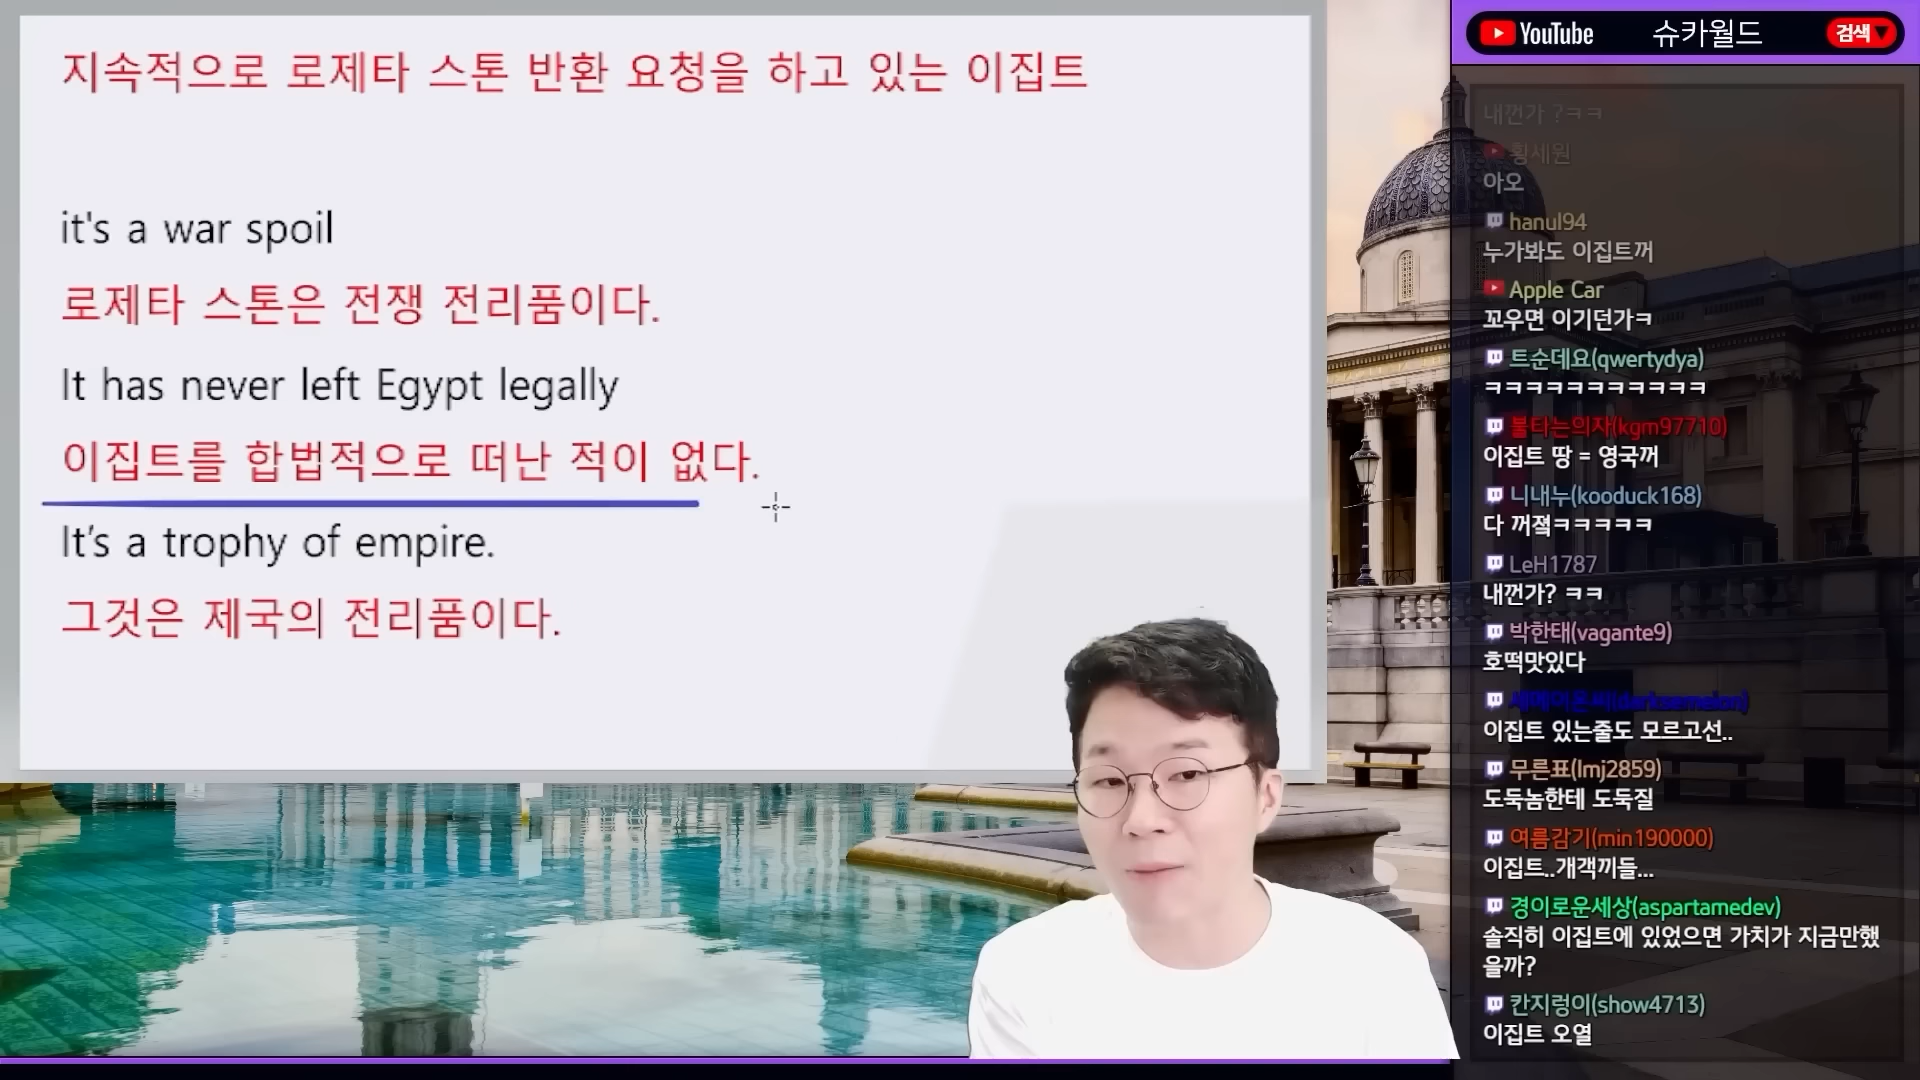 지속적으로 로제타 스톤 반환 요청을 하고 있는 이집트
it's a war spoil
로제타 스톤은 전쟁 전리품이다.
It has never left Egypt legally
이집트를 합법적으로 떠난 적이 없다.
It's a trophy of empire.
그것은 제국의 전리품이다.
YouTube 슈카월드 검색
내껀가 ?ㅋㅋ
횡세원
아오
hanul94
누가봐도 이집트꺼
Apple Car
꼬우면 이기던가ㅋ
트순데요(qwertydya)
ㅋㅋㅋㅋㅋㅋㅋㅋㅋㅋㅋ
불타는의자(kgm97710)
이집트 땅 = 영국꺼
니내누(kooduck168)
다 꺼졐ㅋㅋㅋㅋㅋ
LeH1787
내껀가? ㅋㅋ
박한태(vagante9)
호떡맛있다
이집트 있는줄도 모르고선..
무른표(lmj2859)
도둑놈한테 도둑질
여름감기(min190000)
이집트..개객끼들...
경이로운세상(aspartamedev)
솔직히 이집트에 있었으면 가치가 지금만했
을까?
칸지렁이(show4713)
이집트 오열